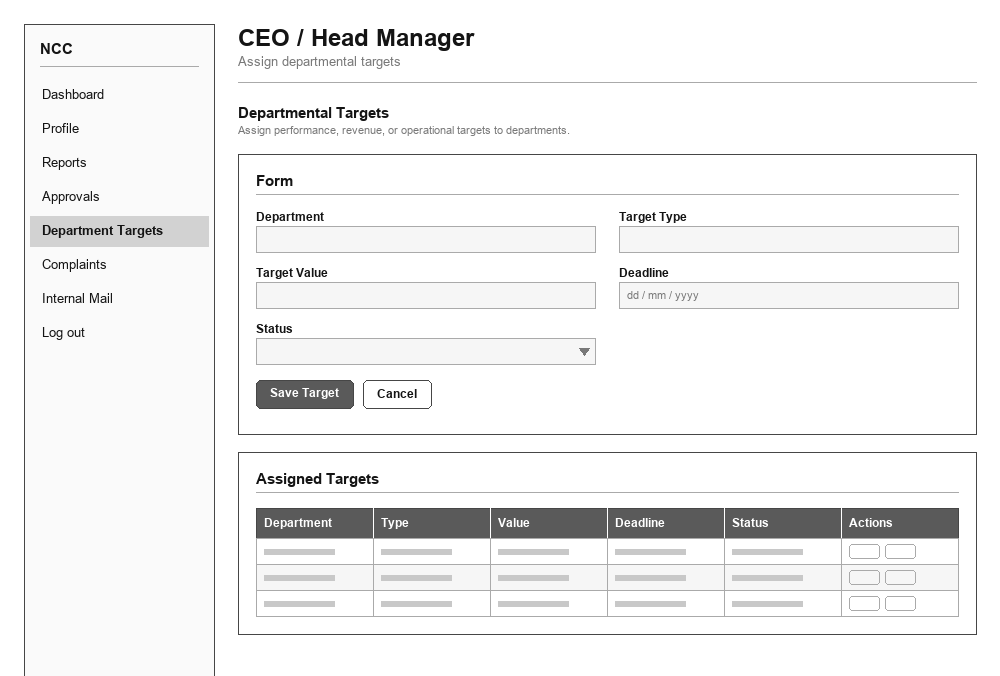 NCC
Dashboard
Profile
Reports
Approvals
Department Targets
Complaints
Internal Mail
Log out
CEO / Head Manager
Assign departmental targets
Departmental Targets
Assign performance, revenue, or operational targets to departments.
Form
Department Target Type
Target Value Deadline
dd / mm / yyyy
Status
Save Target Cancel
Assigned Targets
Department Type Value Deadline Status Actions